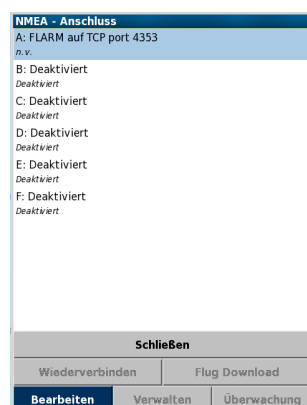 NMEA - Anschluss
A: FLARM auf TCP port 4353
n.v.
B: Deaktiviert
Deaktiviert
C: Deaktiviert
Deaktiviert
D: Deaktiviert
Deaktiviert
E: Deaktiviert
Deaktiviert
F: Deaktiviert
Deaktiviert
Schließen
Wiederverbinden Flug Download
Bearbeiten Verwalten Überwachung